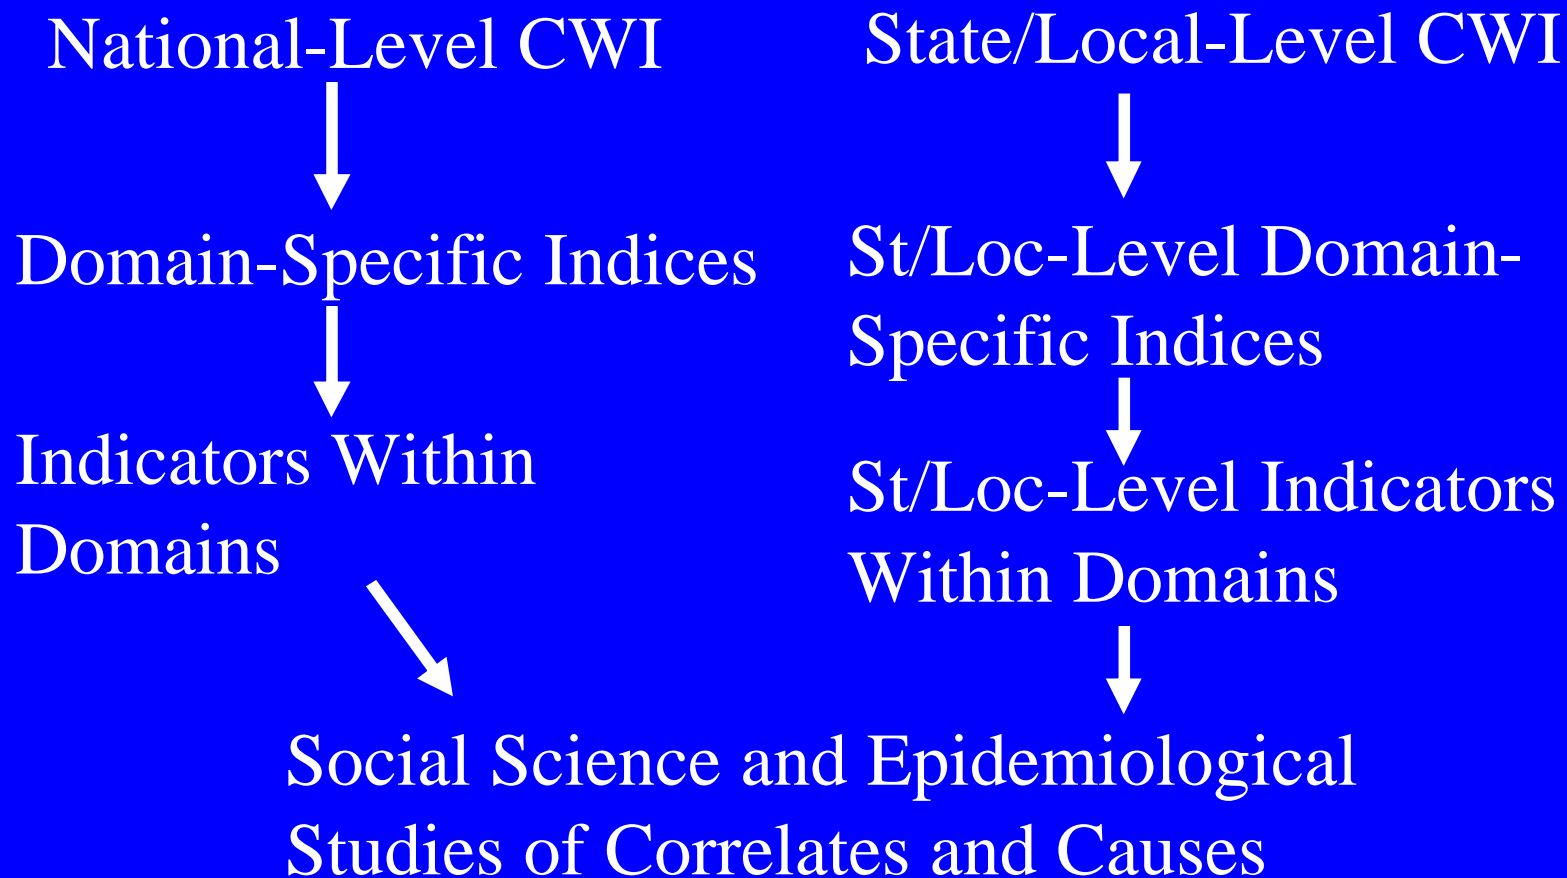 National-Level CWI
State/Local-Level CWI
Domain-Specific Indices
St/Loc-Level Domain-
Specific Indices
Indicators Within
Domains
St/Loc-Level Indicators
Within Domains
Social Science and Epidemiological
Studies of Correlates and Causes